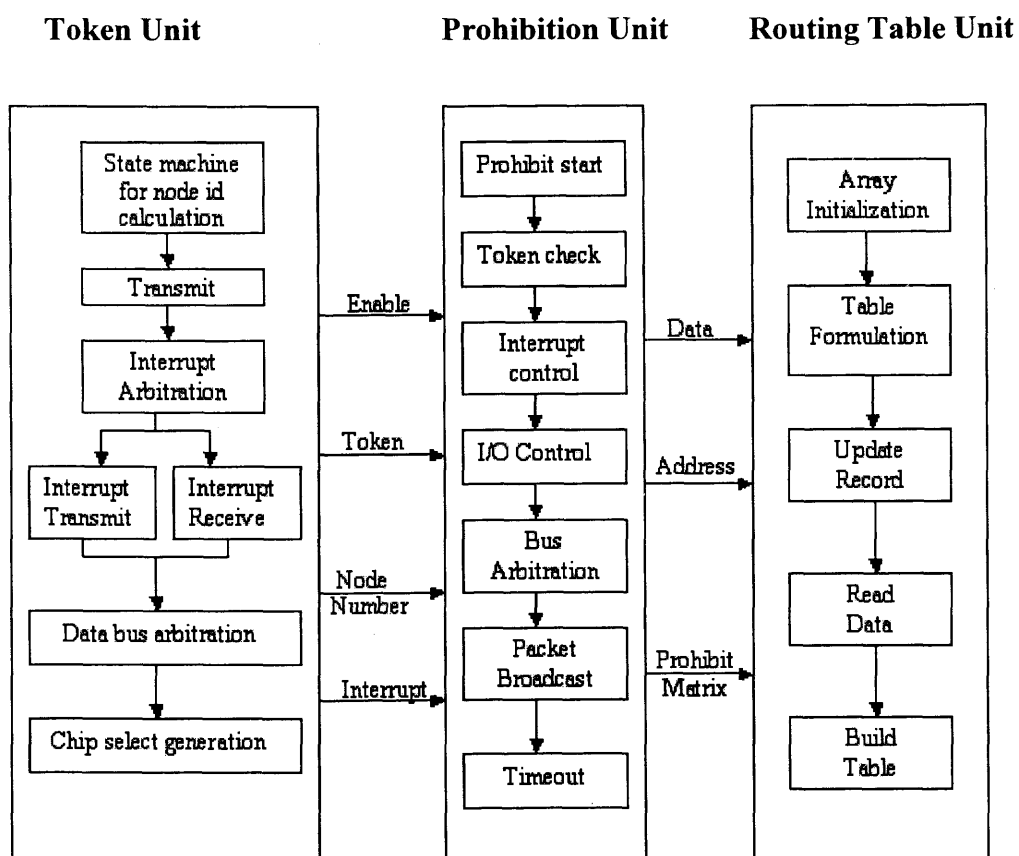 Token Unit
Prohibition Unit
Routing Table Unit
State machine
for node id
calculation
Transmit
Interrupt
Arbitration
Interrupt
Transmit
Interrupt
Receive
Data bus arbitration
Chip select generation
Enable
Token
Node
Number
Interrupt
Prohibit start
Token check
Interrupt
control
I/O Control
Bus
Arbitration
Packet
Broadcast
Timeout
Data
Address
Prohibit
Matrix
Array
Initialization
Table
Formulation
Update
Record
Read
Data
Build
Table